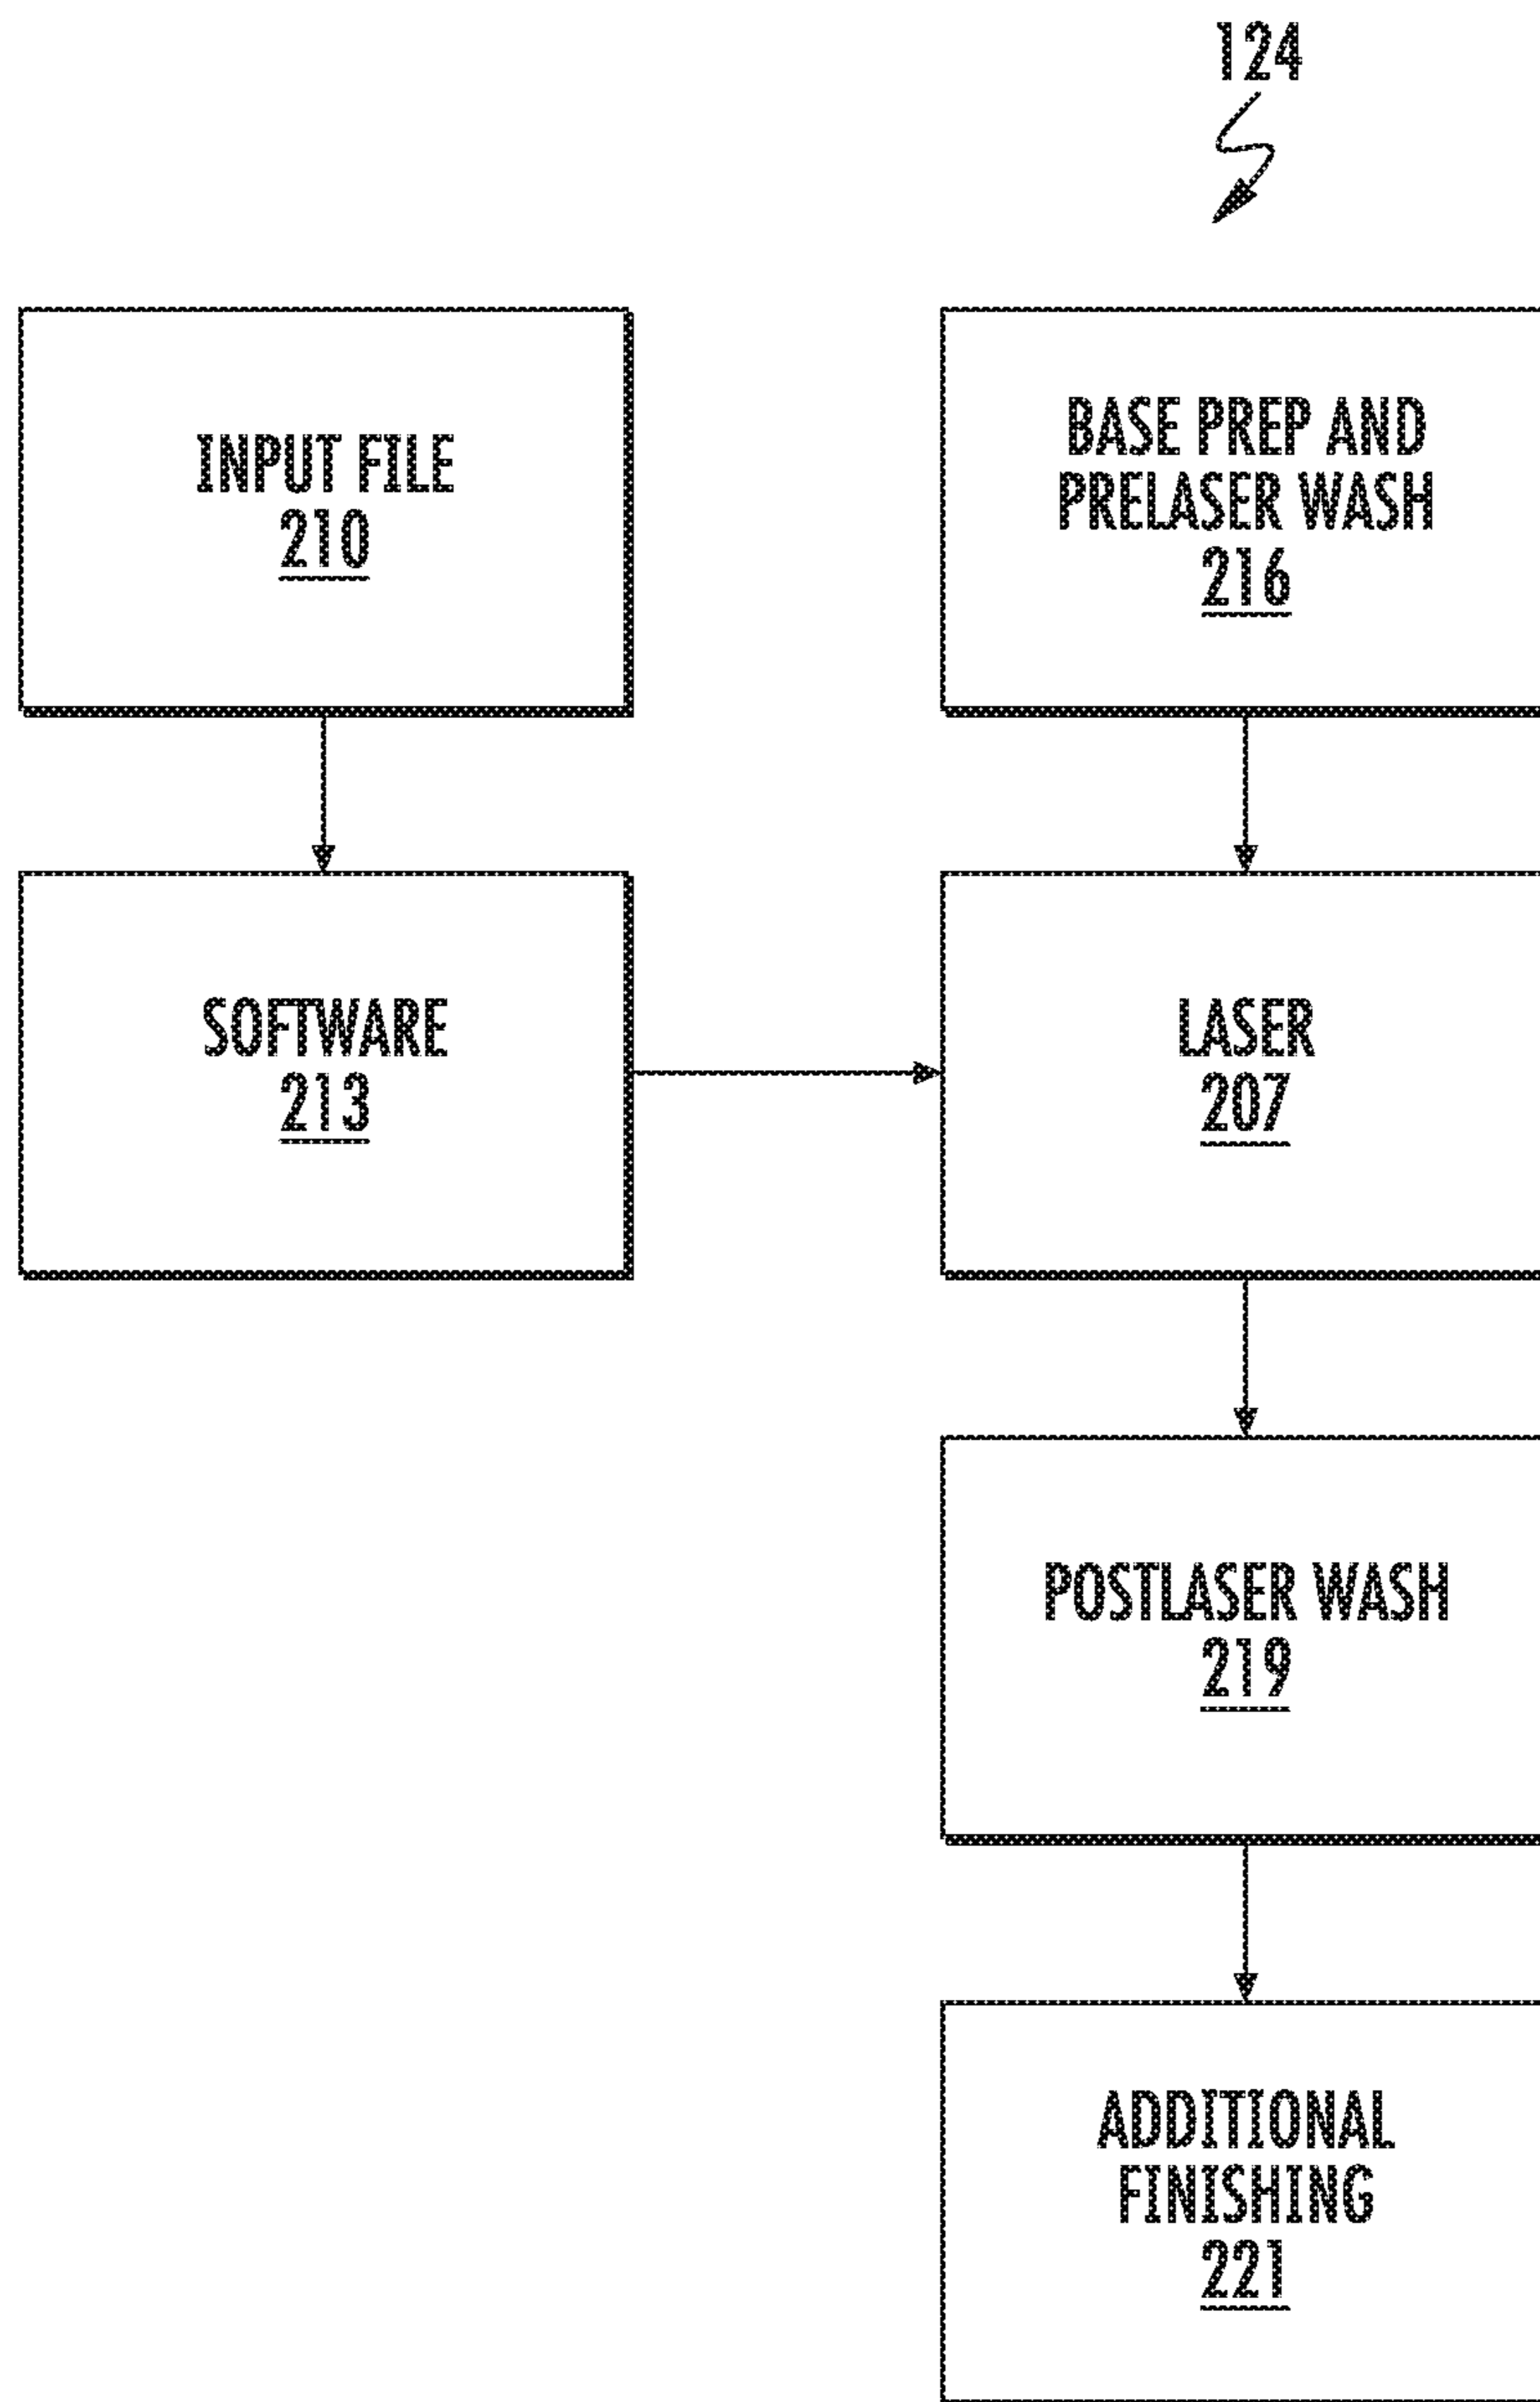 124
INPUT FILE
210
BASE PREP AND
PRELASER WASH
216
SOFTWARE
213
LASER
207
POSTLASER WASH
219
ADDITIONAL
FINISHING
221